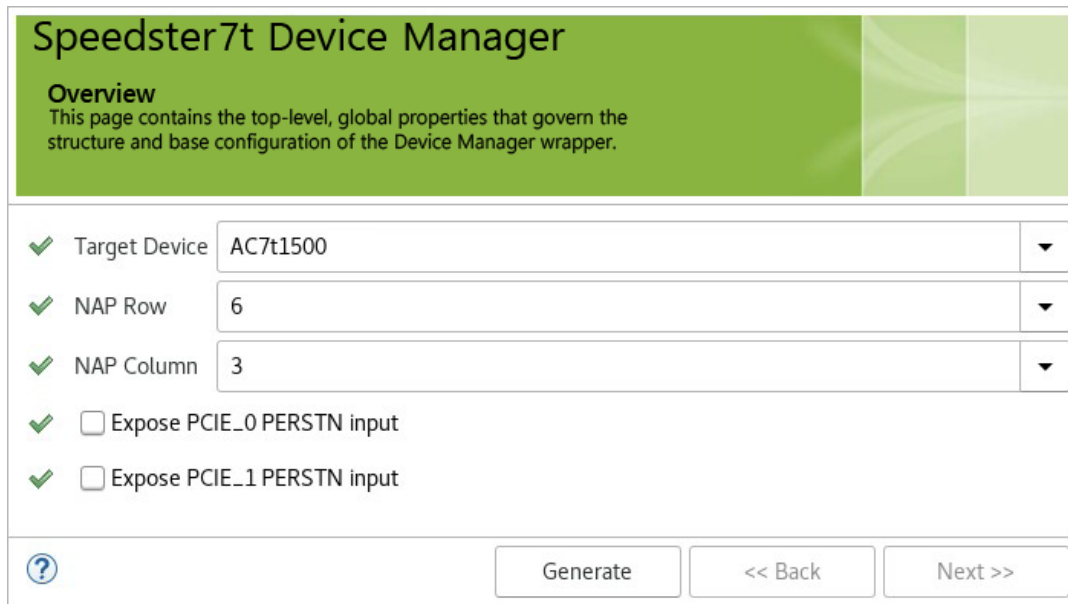 Speedster7t Device Manager
Overview
This page contains the top-level, global properties that govern the
structure and base configuration of the Device Manager wrapper.
Target Device AC7t1500
NAP Row 6
NAP Column 3
Expose PCIE_0 PERSTN input
Expose PCIE_1 PERSTN input
? Generate << Back Next >>